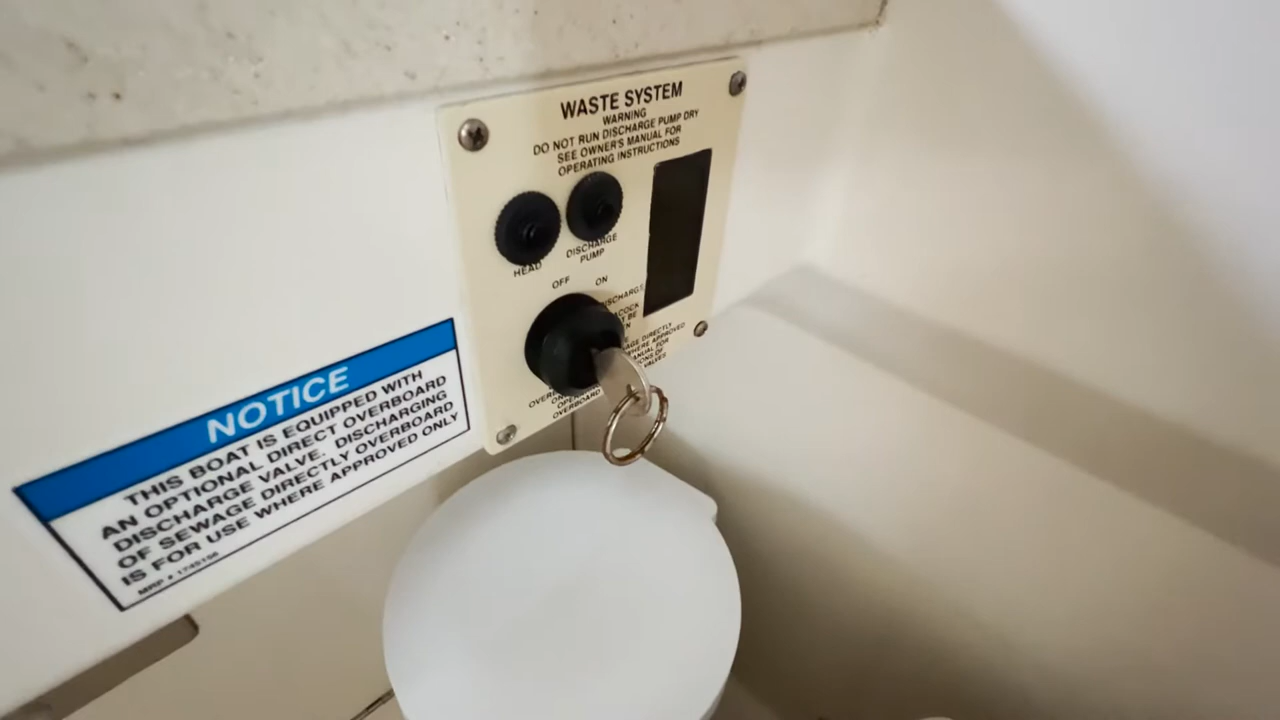 WASTE SYSTEM
WARNING
DO NOT RUN DISCHARGE PUMP DRY
SEE OWNER'S MANUAL FOR
OPERATING INSTRUCTIONS
HEAD
DISCHARGE
PUMP
OFF ON
OVERBOARD
NOTICE
THIS BOAT IS EQUIPPED WITH
AN OPTIONAL DIRECT OVERBOARD
DISCHARGE VALVE. DISCHARGING
OF SEWAGE DIRECTLY OVERBOARD
IS FOR USE WHERE APPROVED ONLY